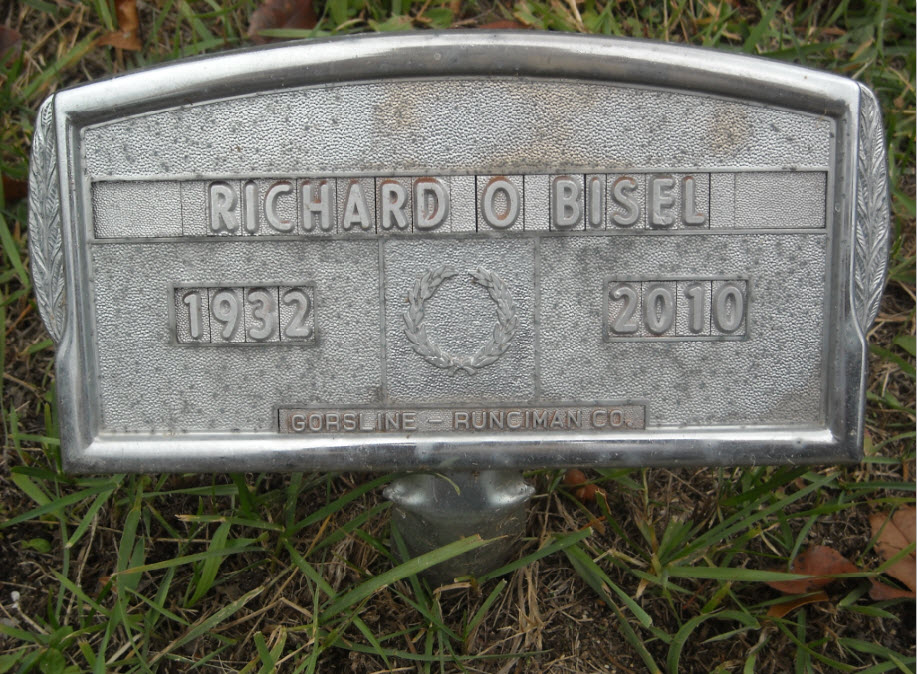 RICHARD O BISEL
1932 2010
GORSLINE - RUNCIMAN CO.